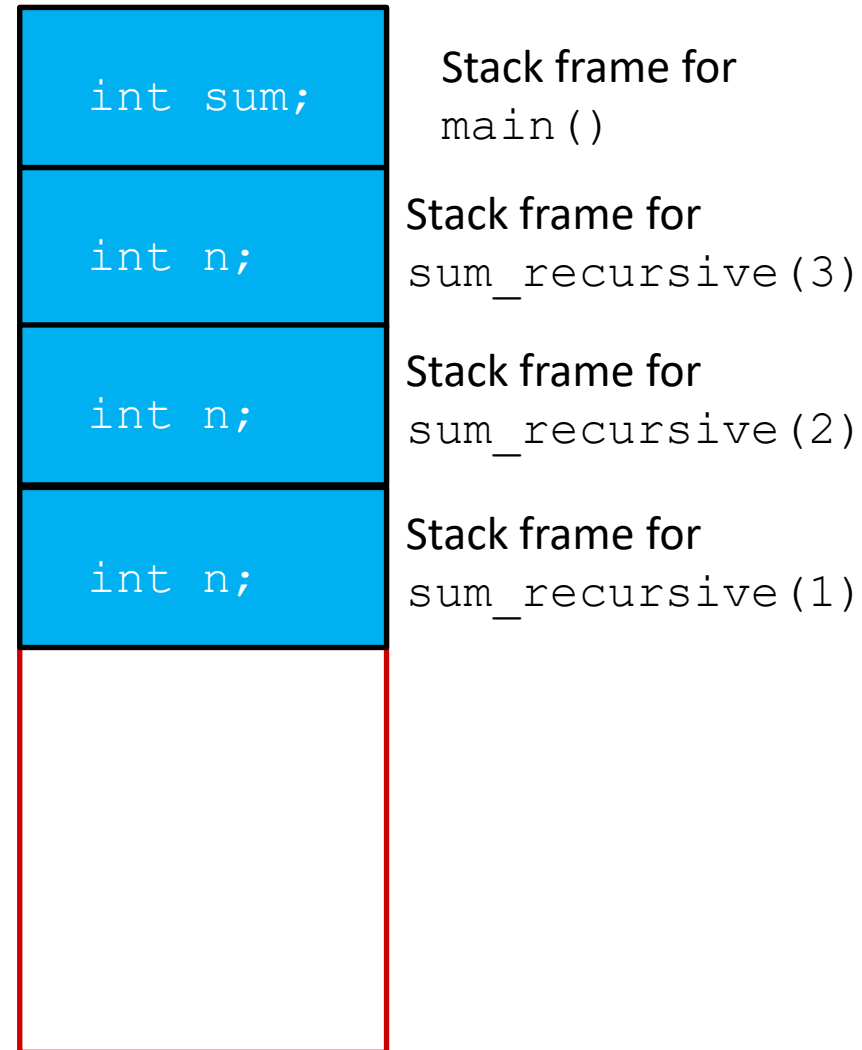 int sum;
Stack frame for
main()
int n;
Stack frame for
sum_recursive(3)
int n;
Stack frame for
sum_recursive(2)
int n;
Stack frame for
sum_recursive(1)